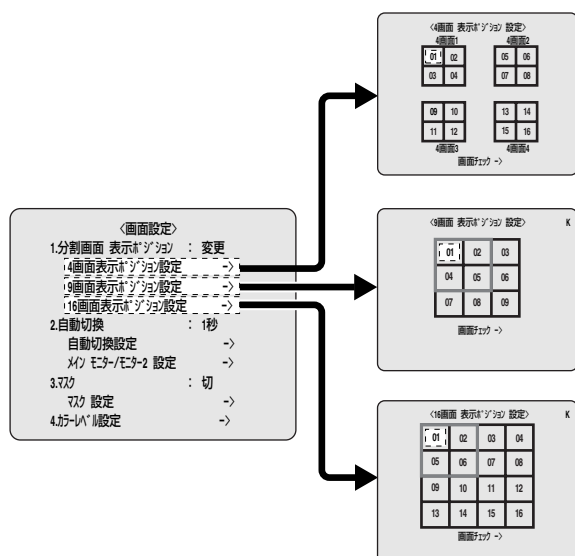 〈画面設定〉
1.分割画面 表示ﾎﾟｼﾞｼｮﾝ : 変更
4画面表示ﾎﾟｼﾞｼｮﾝ設定 -〉
9画面表示ﾎﾟｼﾞｼｮﾝ設定 -〉
16画面表示ﾎﾟｼﾞｼｮﾝ設定 -〉
2.自動切換 : 1秒
自動切換設定 -〉
ﾒｲﾝ ﾓﾆﾀｰ/ﾓﾆﾀｰ2 設定 -〉
3.ﾏｽｸ : 切
ﾏｽｸ 設定 -〉
4.ｶﾗｰﾚﾍﾞﾙ設定 -〉
〈4画面 表示ﾎﾟｼﾞｼｮﾝ 設定〉
4画面1 4画面2
01 02 05 06
03 04 07 08
09 10 13 14
11 12 15 16
4画面3 4画面4
画面ﾁｪｯｸ -〉
〈9画面 表示ﾎﾟｼﾞｼｮﾝ 設定〉 K
01 02 03
04 05 06
07 08 09
画面ﾁｪｯｸ -〉
〈16画面 表示ﾎﾟｼﾞｼｮﾝ 設定〉 K
01 02 03 04
05 06 07 08
09 10 11 12
13 14 15 16
画面ﾁｪｯｸ -〉